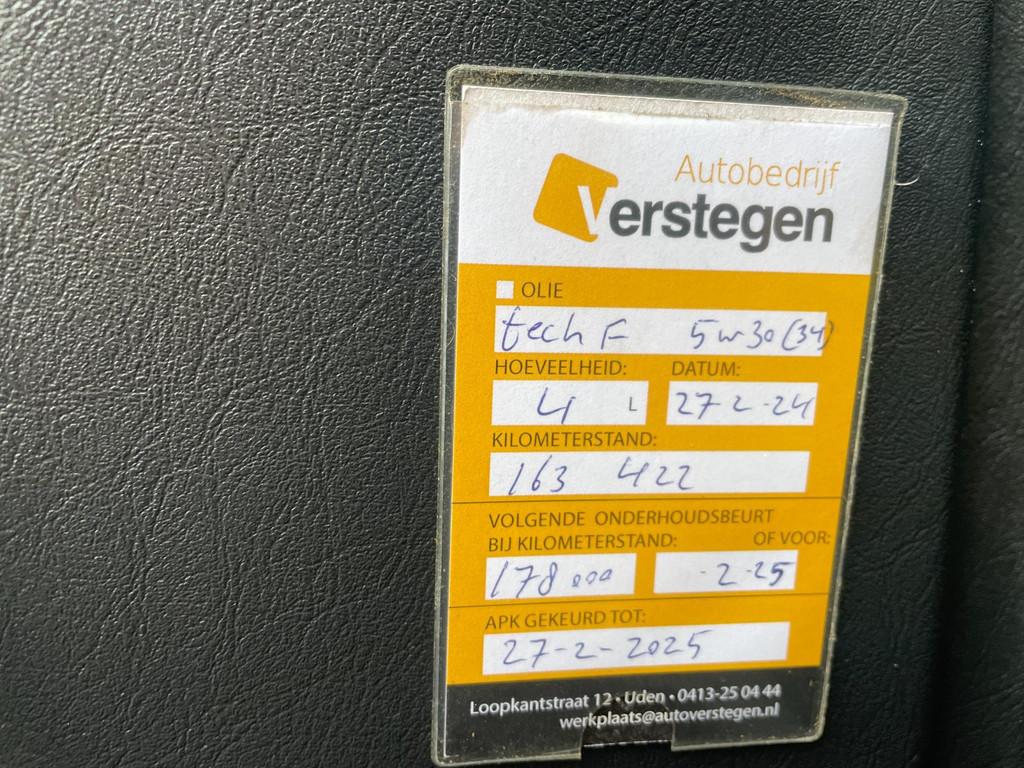 Autobedrijf
Verstegen
OLIE
tech F 5w30 (34)
HOEVEELHEID: DATUM:
4 L 27-2-24
KILOMETERSTAND:
163 422
VOLGENDE ONDERHOUDSBEURT
BIJ KILOMETERSTAND: OF VOOR:
178 000 -2-25
APK GEKEURD TOT:
27-2-2025
Loopkantstraat 12 • Uden • 0413-25 04 44
werkplaats@autoverstegen.nl